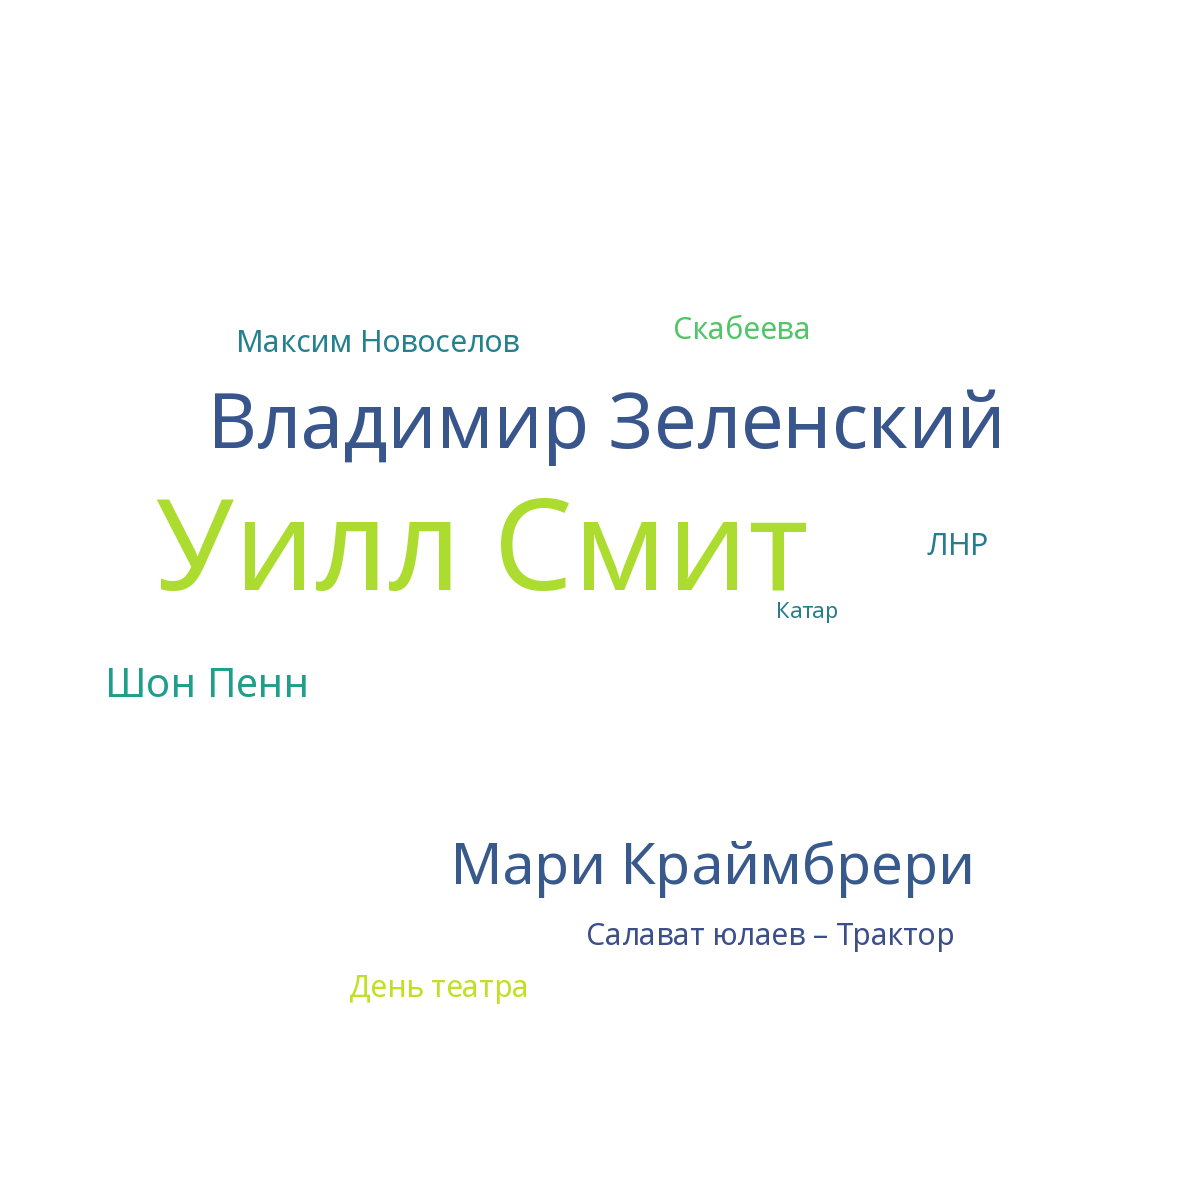 Скабеева
Максим Новоселов
Владимир Зеленский
Уилл Смит
ЛНР
Катар
Шон Пенн
Мари Краймбрери
Салават юлаев – Трактор
День театра